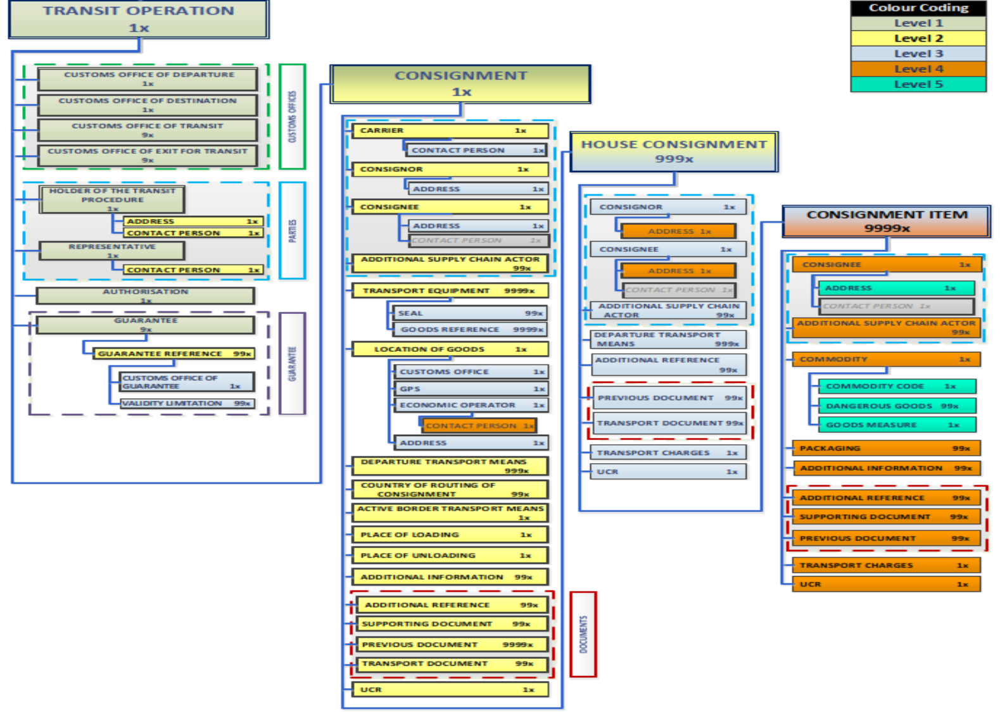 TRANSIT OPERATION
1x
CUSTOMS OFFICE OF DEPARTURE
1x
CUSTOMS OFFICE OF DESTINATION
1x
CUSTOMS OFFICE OF TRANSIT
9x
CUSTOMS OFFICE OF EXIT FOR TRANSIT
9x
CUSTOMS OFFICES
HOLDER OF THE TRANSIT
PROCEDURE
1x
ADDRESS 1x
CONTACT PERSON 1x
REPRESENTATIVE
1x
CONTACT PERSON 1x
PARTIES
AUTHORISATION
1x
GUARANTEE
9x
GUARANTEE REFERENCE 99x
CUSTOMS OFFICE OF
GUARANTEE 1x
VALIDITY LIMITATION 99x
GUARANTEE
CONSIGNMENT
1x
CARRIER 1x
CONTACT PERSON 1x
CONSIGNOR 1x
ADDRESS 1x
CONSIGNEE 1x
ADDRESS 1x
CONTACT PERSON 1x
ADDITIONAL SUPPLY CHAIN ACTOR
99x
TRANSPORT EQUIPMENT 9999x
SEAL 99x
GOODS REFERENCE 9999x
LOCATION OF GOODS 1x
CUSTOMS OFFICE 1x
GPS 1x
ECONOMIC OPERATOR 1x
CONTACT PERSON 1x
ADDRESS 1x
DEPARTURE TRANSPORT MEANS
999x
COUNTRY OF ROUTING OF
CONSIGNMENT 99x
ACTIVE BORDER TRANSPORT MEANS
1x
PLACE OF LOADING 1x
PLACE OF UNLOADING 1x
ADDITIONAL INFORMATION 99x
ADDITIONAL REFERENCE 99x
SUPPORTING DOCUMENT 99x
PREVIOUS DOCUMENT 9999x
TRANSPORT DOCUMENT 99x
UCR 1x
DOCUMENTS
HOUSE CONSIGNMENT
999x
CONSIGNOR 1x
ADDRESS 1x
CONSIGNEE 1x
ADDRESS 1x
CONTACT PERSON 1x
ADDITIONAL SUPPLY CHAIN
ACTOR 99x
DEPARTURE TRANSPORT
MEANS 999x
ADDITIONAL REFERENCE
99x
PREVIOUS DOCUMENT 99x
TRANSPORT DOCUMENT 99x
TRANSPORT CHARGES 1x
UCR 1x
Colour Coding
Level 1
Level 2
Level 3
Level 4
Level 5
CONSIGNMENT ITEM
9999x
CONSIGNEE 1x
ADDRESS 1x
CONTACT PERSON 1x
ADDITIONAL SUPPLY CHAIN ACTOR
99x
COMMODITY 1x
COMMODITY CODE 1x
DANGEROUS GOODS 99x
GOODS MEASURE 1x
PACKAGING 99x
ADDITIONAL INFORMATION 99x
ADDITIONAL REFERENCE 99x
SUPPORTING DOCUMENT 99x
PREVIOUS DOCUMENT 99x
TRANSPORT CHARGES 1x
UCR 1x